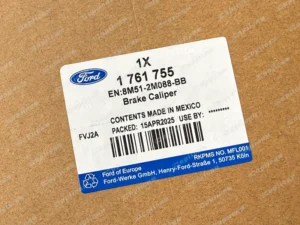 Ford
1X
1 761 755
EN:8M51-2M088-BB
Brake Caliper
CONTENTS MADE IN MEXICO
FVJ2A PACKED: 15APR2025 USE BY: ·········
RKPMS NO. MFL001
Ford of Europe
Ford-Werke GmbH, Henry-Ford-Straße 1, 50735 Köln